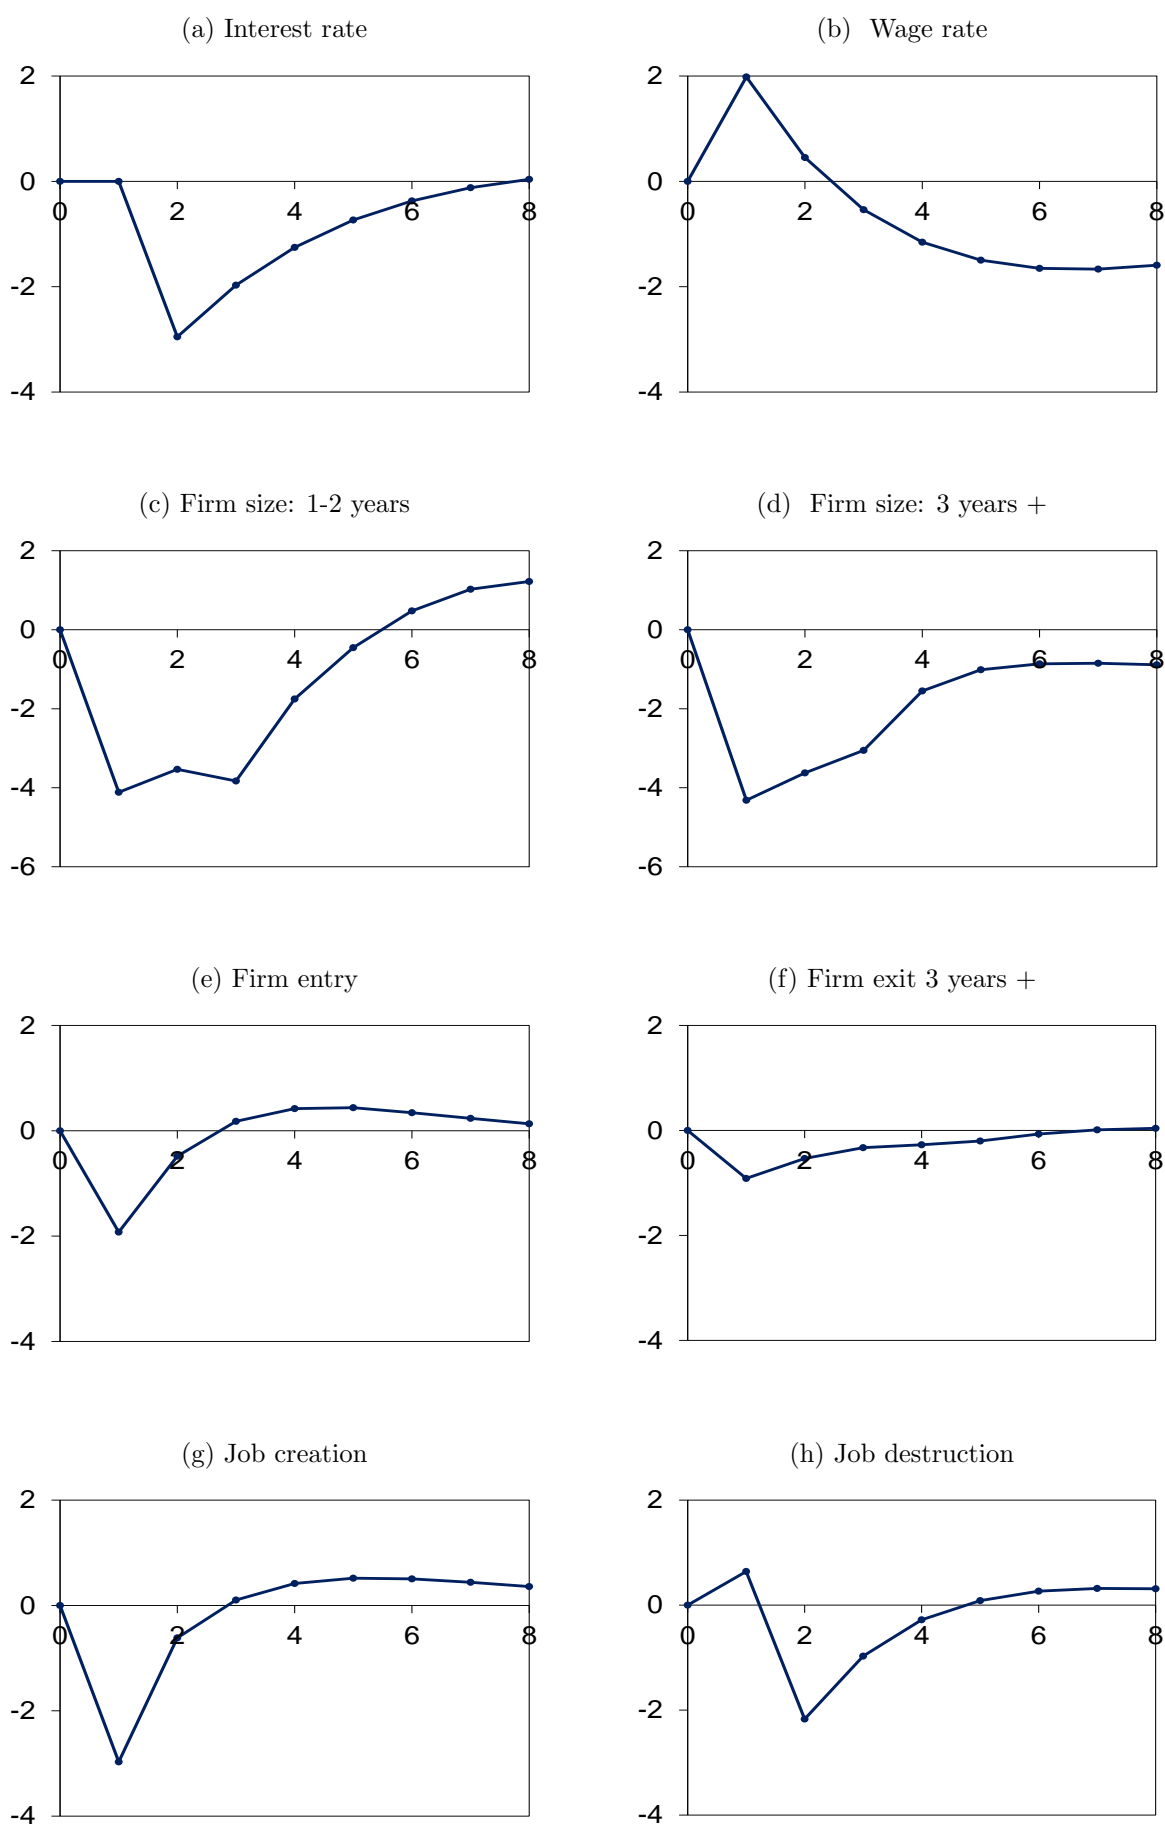 (a) Interest rate
(b) Wage rate
2
0
-2
-4
0 2 4 6 8
2
0
-2
-4
0 2 4 6 8
(c) Firm size: 1-2 years
(d) Firm size: 3 years +
2
0
-2
-4
-6
0 2 4 6 8
2
0
-2
-4
-6
0 2 4 6 8
(e) Firm entry
(f) Firm exit 3 years +
2
0
-2
-4
0 2 4 6 8
2
0
-2
-4
0 2 4 6 8
(g) Job creation
(h) Job destruction
2
0
-2
-4
0 2 4 6 8
2
0
-2
-4
0 2 4 6 8